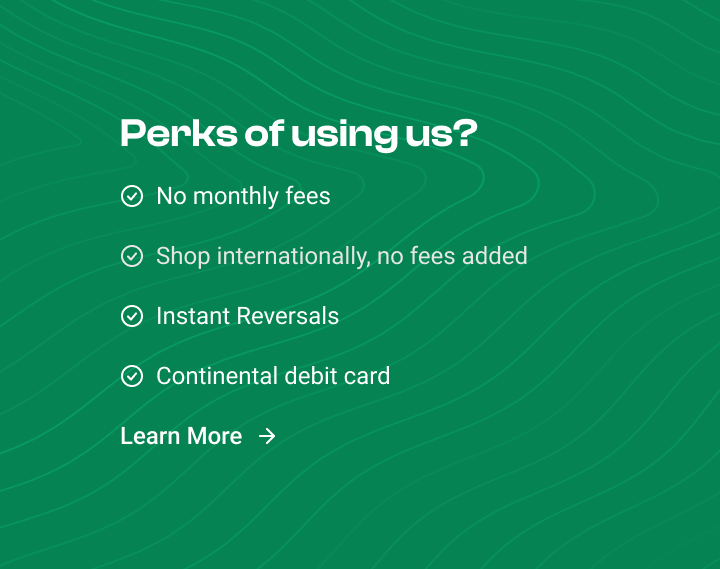 Perks of using us?
No monthly fees
Shop internationally, no fees added
Instant Reversals
Continental debit card
Learn More